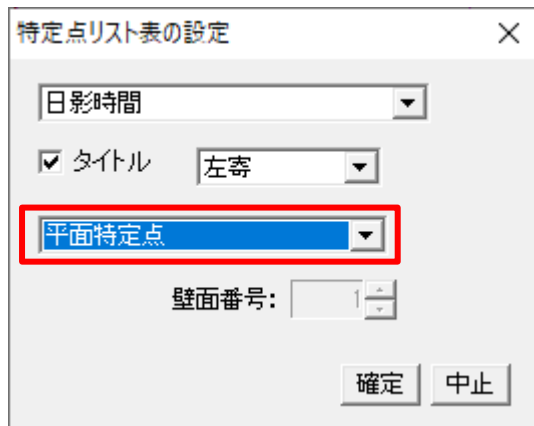 特定点リスト表の設定
日影時間
タイトル 左寄
平面特定点
壁面番号: 1
確定 中止